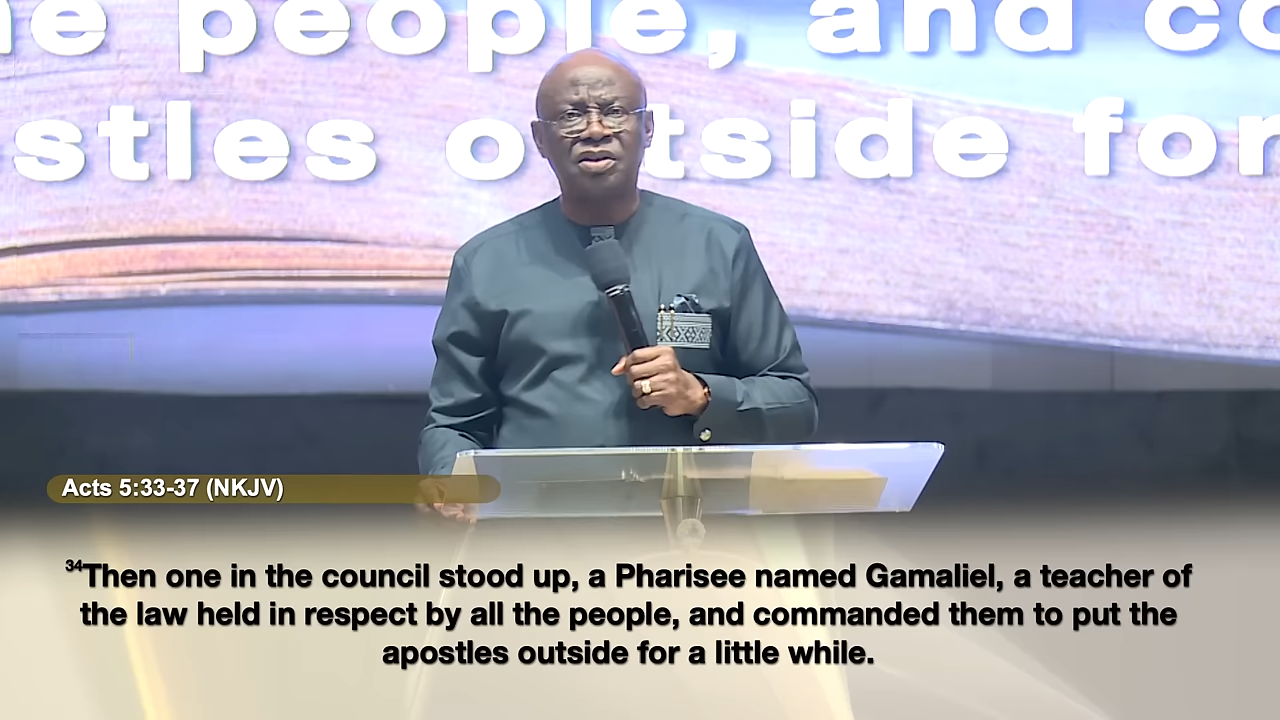 he people, and co
stles outside for
Acts 5:33-37 (NKJV)
34Then one in the council stood up, a Pharisee named Gamaliel, a teacher of
the law held in respect by all the people, and commanded them to put the
apostles outside for a little while.